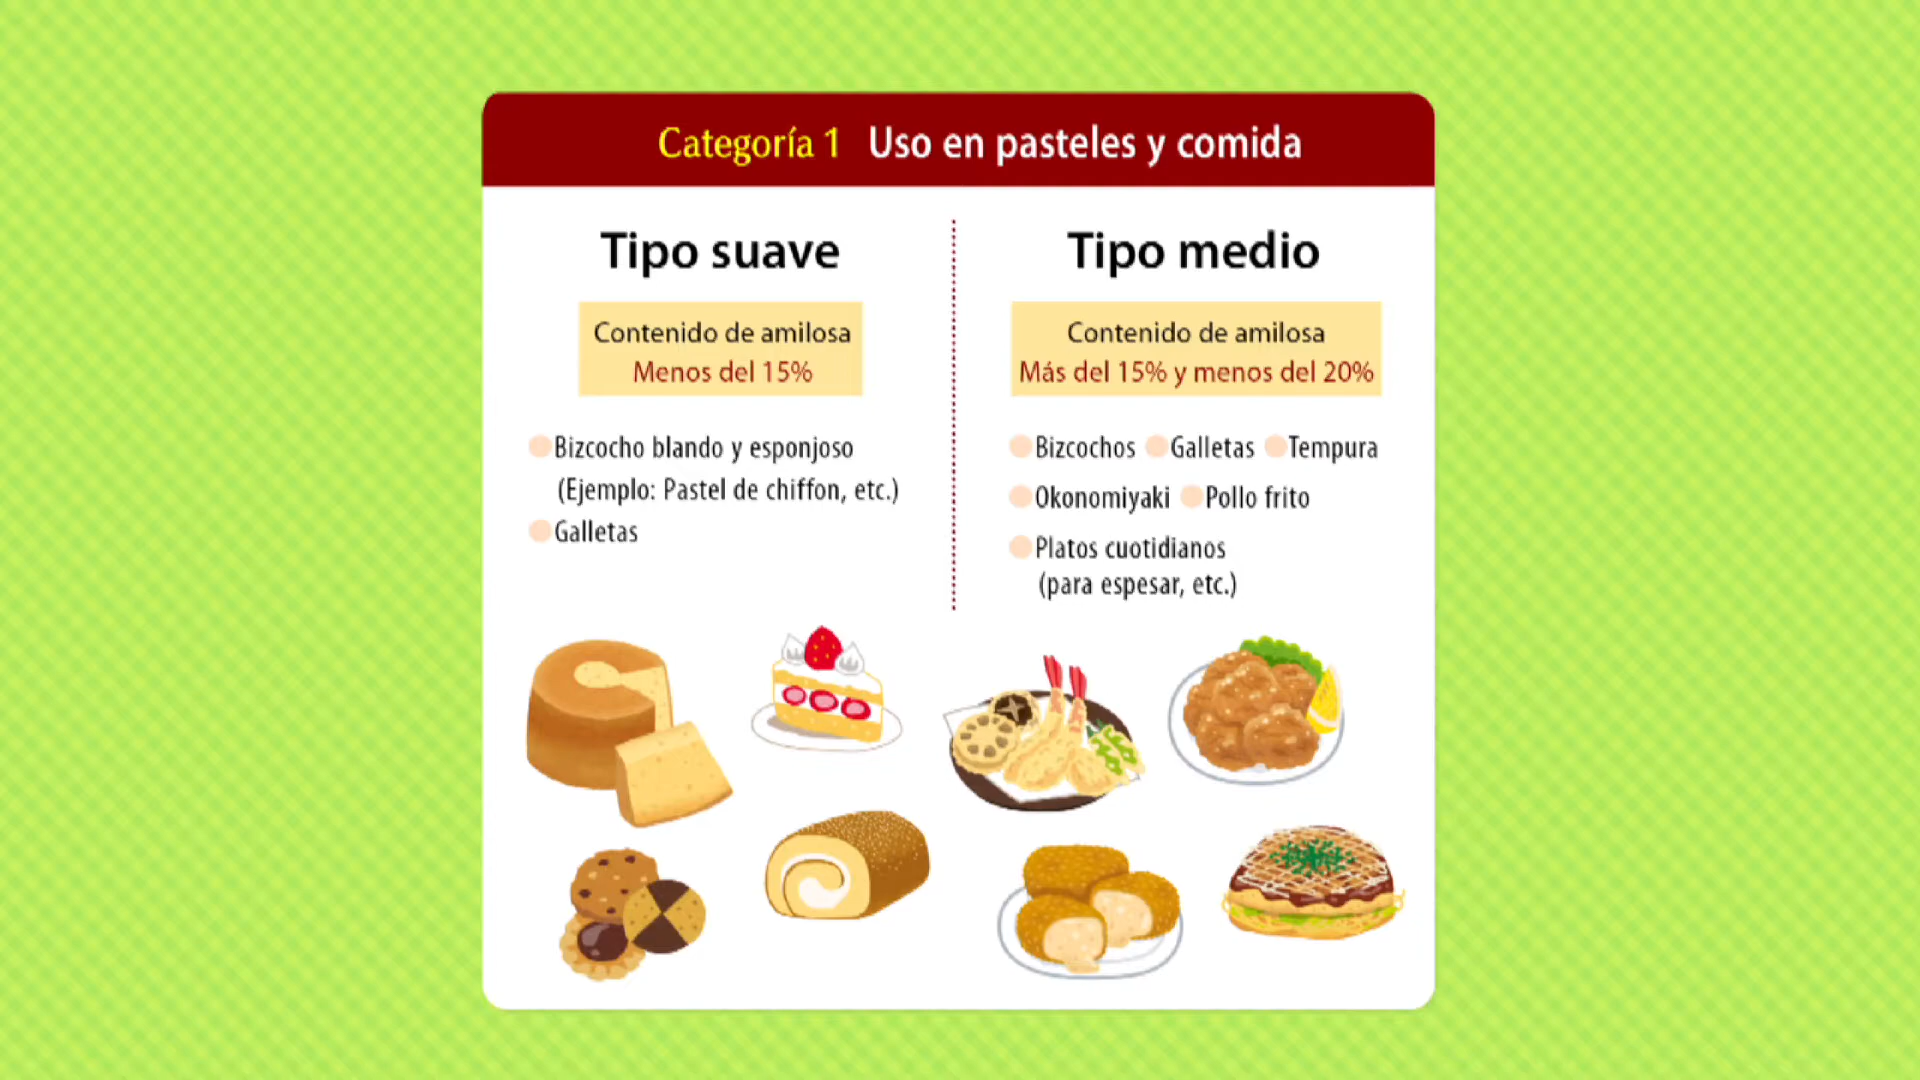 Categoría 1 Uso en pasteles y comida
Tipo suave
Contenido de amilosa
Menos del 15%
Bizcocho blando y esponjoso
(Ejemplo: Pastel de chiffon, etc.)
Galletas
Tipo medio
Contenido de amilosa
Más del 15% y menos del 20%
Bizcochos Galletas Tempura
Okonomiyaki Pollo frito
Platos cuotidianos
(para espesar, etc.)